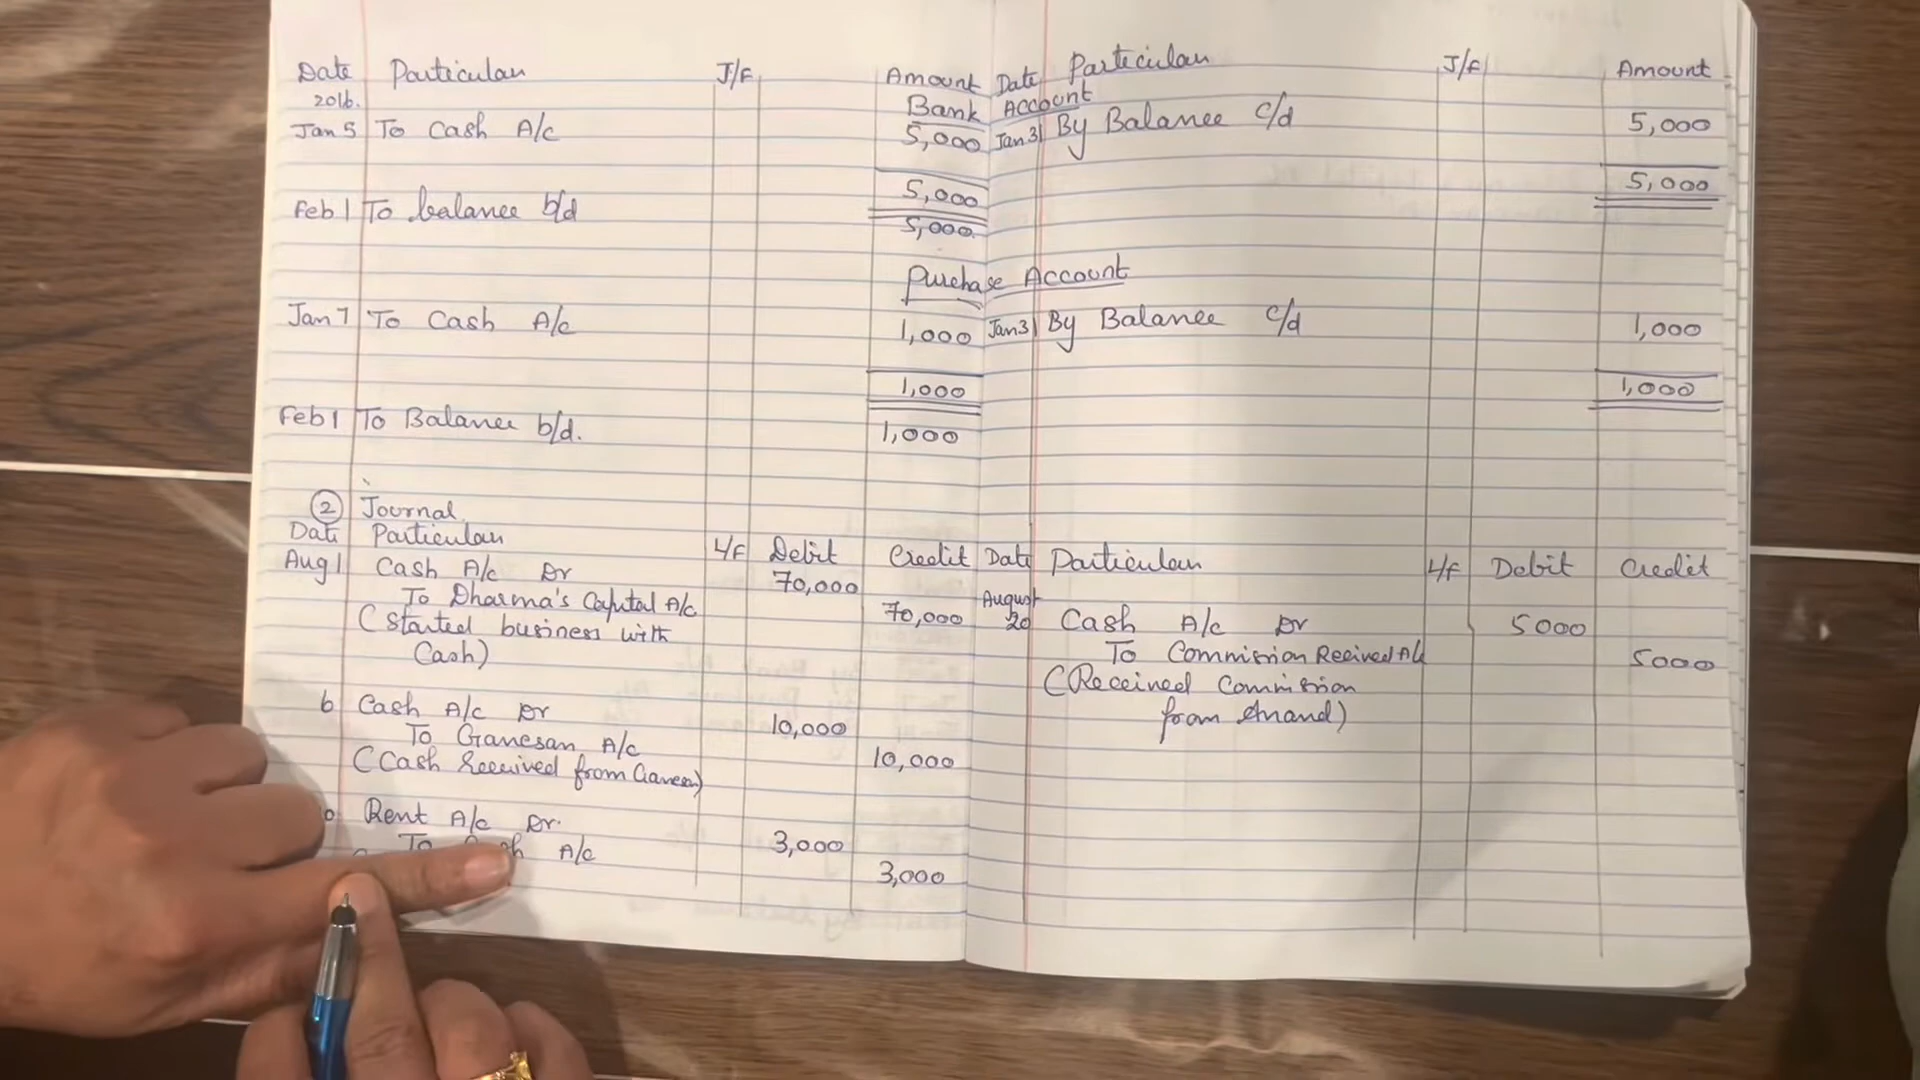 Date Particulars J/F Amount Date Particulars J/F Amount
2016. Bank Account
Jan 5 To Cash A/c 5,000 Jan 31 By Balance c/d 5,000
5,000 5,000
Feb 1 To balance b/d 5,000.
Purchase Account
Jan 7 To Cash A/c 1,000 Jan 31 By Balance c/d 1,000
1,000 1,000
Feb 1 To Balance b/d. 1,000
② Journal
Date Particulars L/F Debit Credit
Aug 1 Cash A/c Dr 70,000
To Dharma's Capital A/c 70,000
(Started business with
Cash)
6 Cash A/c Dr 10,000
To Ganesan A/c 10,000
(Cash Received from Ganesan)
Rent A/c Dr. 3,000
To A/c 3,000
Date Particulars L/F Debit Credit
August
20 Cash A/c Dr 5000
To Commission Received A/c 5000
(Received Commission
from Anand)